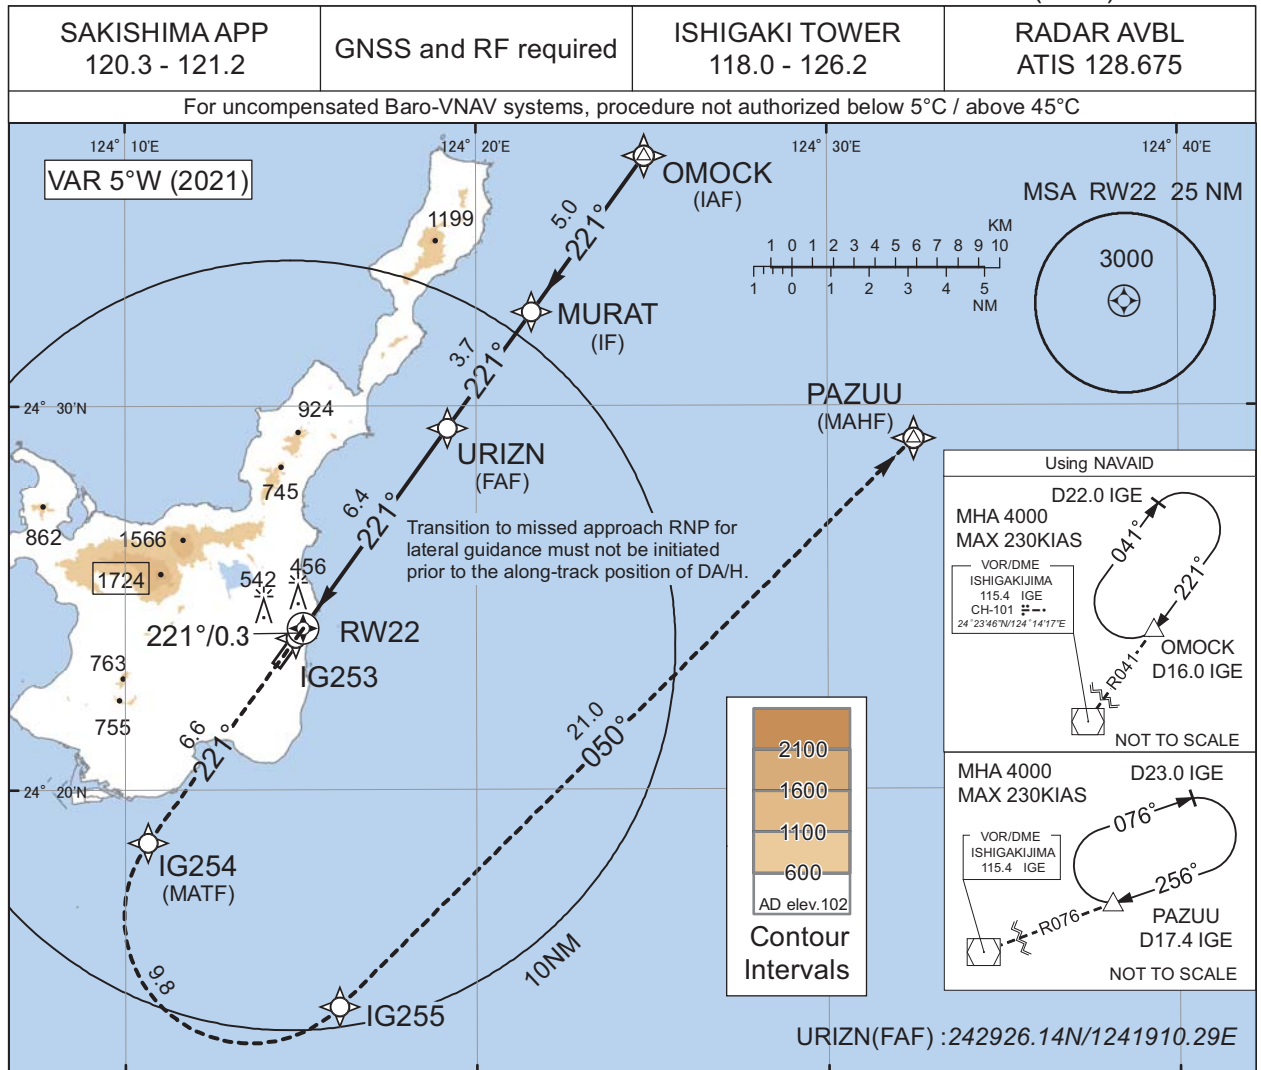 SAKISHIMA APP
120.3 - 121.2
GNSS and RF required
ISHIGAKI TOWER
118.0 - 126.2
RADAR AVBL
ATIS 128.675
For uncompensated Baro-VNAV systems, procedure not authorized below 5°C / above 45°C
124° 10'E
124° 20'E
124° 30'E
124° 40'E
VAR 5°W (2021)
OMOCK
(IAF)
MSA RW22 25 NM
3000
1199
5.0
221°
KM
1 0 1 2 3 4 5 6 7 8 9 10
1 0 1 2 3 4 5
NM
MURAT
(IF)
3.7
221°
PAZUU
(MAHF)
24° 30'N
924
URIZN
(FAF)
745
6.4
221°
862
1566
1724
542
456
Transition to missed approach RNP for
lateral guidance must not be initiated
prior to the along-track position of DA/H.
221°/0.3
RW22
IG253
763
755
6.6
221°
21.0
050°
24° 20'N
IG254
(MATF)
9.8
IG255
10NM
2100
1600
1100
600
AD elev.102
Contour
Intervals
Using NAVAID
D22.0 IGE
MHA 4000
MAX 230KIAS
041°
221°
VOR/DME
ISHIGAKIJIMA
115.4 IGE
CH-101
24°23'46"N/124°14'17"E
OMOCK
D16.0 IGE
R041
NOT TO SCALE
MHA 4000
MAX 230KIAS
D23.0 IGE
076°
256°
VOR/DME
ISHIGAKIJIMA
115.4 IGE
R076
PAZUU
D17.4 IGE
NOT TO SCALE
URIZN(FAF) :242926.14N/1241910.29E